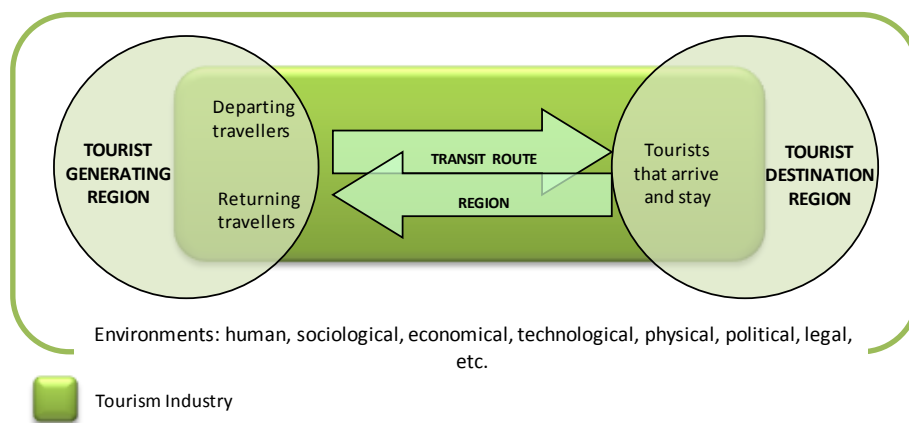 Departing
travellers
TOURIST
GENERATING
REGION
Returning
travellers
TRANSIT ROUTE
REGION
Tourists
that arrive
and stay
TOURIST
DESTINATION
REGION
Environments: human, sociological, economical, technological, physical, political, legal,
etc.
Tourism Industry